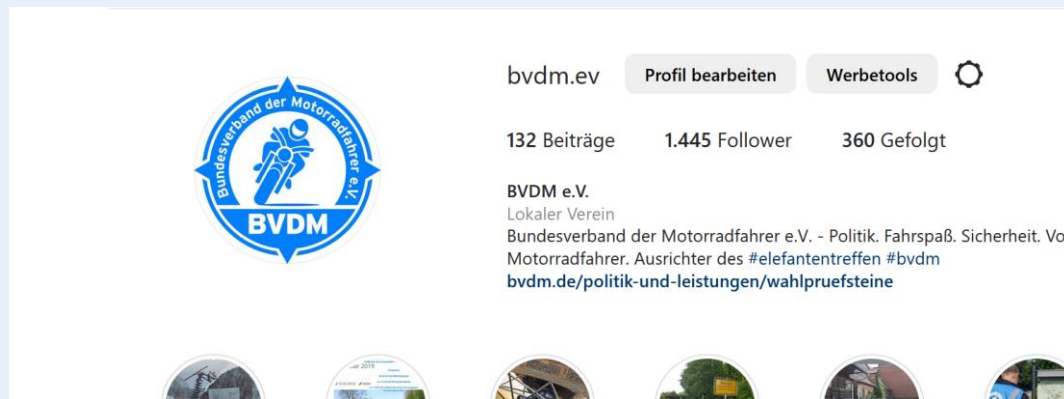 bvdm.ev Profil bearbeiten Werbetools
132 Beiträge 1.445 Follower 360 Gefolgt
Bundesverband der Motorradfahrer e.V.
BVDM
BVDM e.V.
Lokaler Verein
Bundesverband der Motorradfahrer e.V. - Politik. Fahrspaß. Sicherheit. Vo
Motorradfahrer. Ausrichter des #elefantentreffen #bvdm
bvdm.de/politik-und-leistungen/wahlpruefsteine